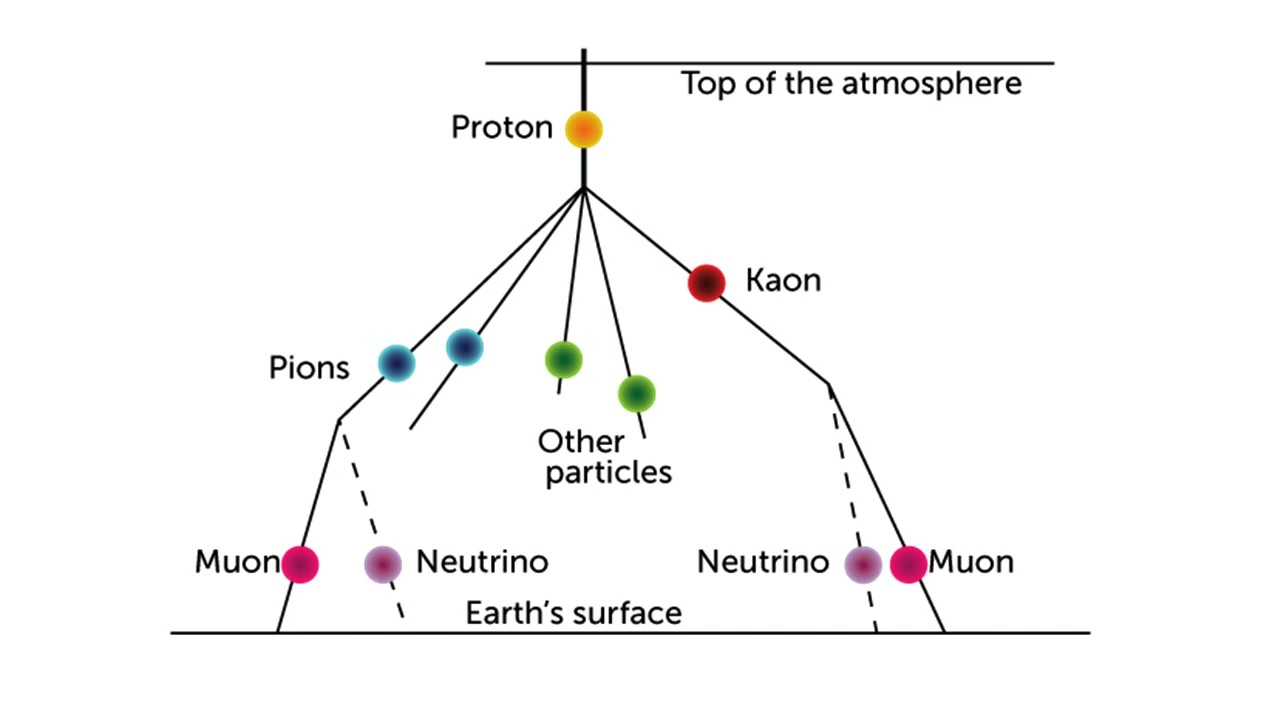 Top of the atmosphere
Proton
Kaon
Pions
Other
particles
Muon
Neutrino
Neutrino
Muon
Earth's surface